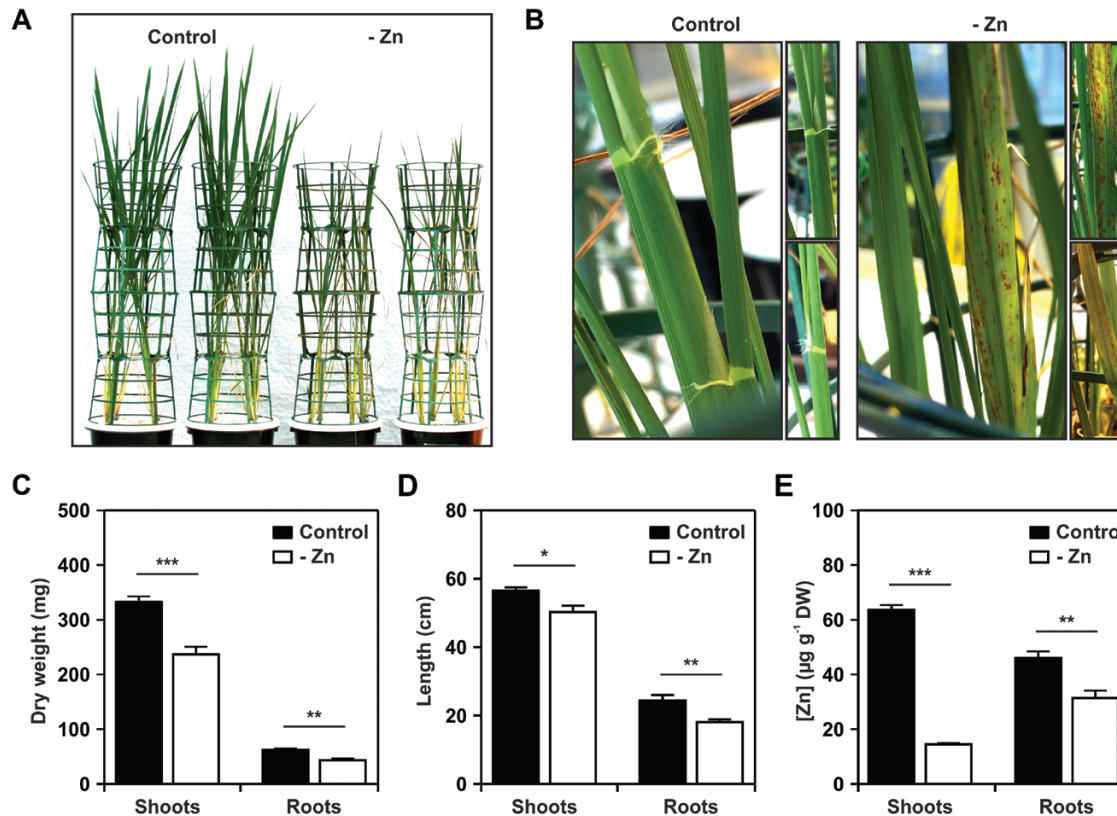 A
Control
- Zn
B
Control
- Zn
C
Dry weight (mg)
500
400
300
200
100
0
Control
- Zn
***
**
Shoots
Roots
D
Length (cm)
80
60
40
20
0
Control
- Zn
*
**
Shoots
Roots
E
[Zn] (µg g⁻¹ DW)
100
80
60
40
20
0
Control
- Zn
***
**
Shoots
Roots